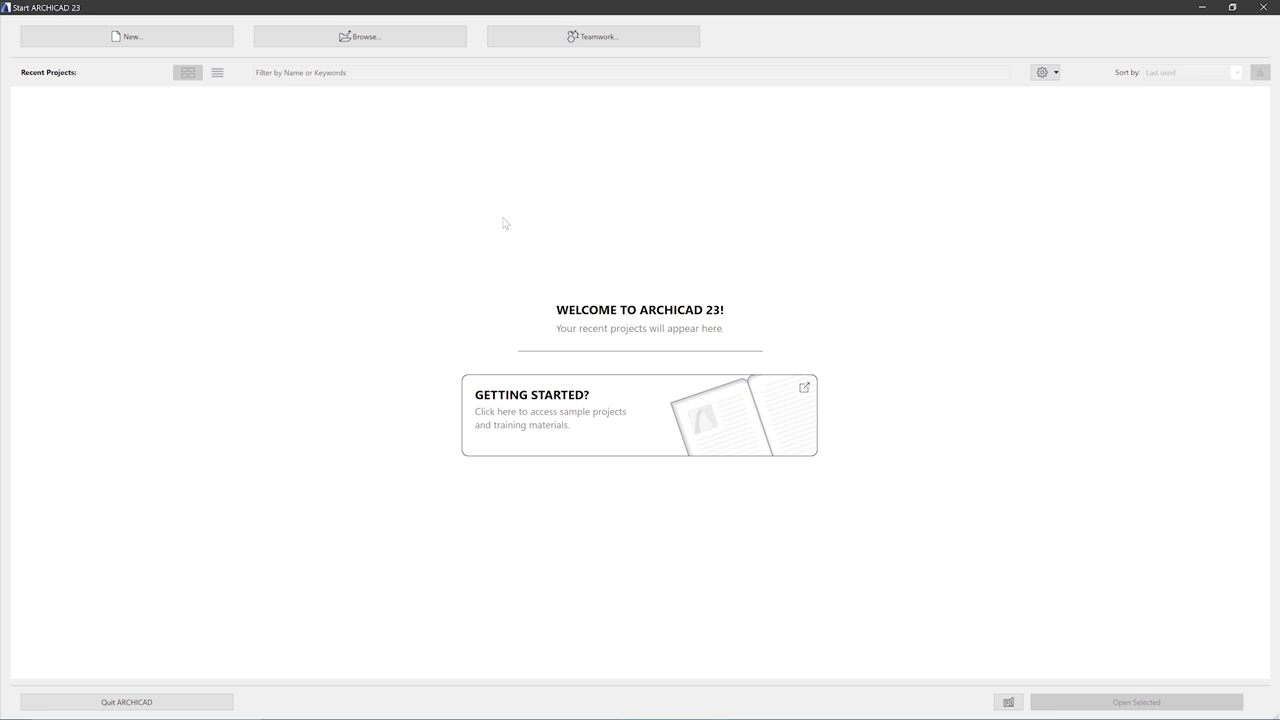 Start ARCHICAD 23
New...
Browse...
Teamwork...
Recent Projects:
Filter by Name or Keywords
Sort by:
Last used
WELCOME TO ARCHICAD 23!
Your recent projects will appear here.
GETTING STARTED?
Click here to access sample projects
and training materials.
Quit ARCHICAD
Open Selected